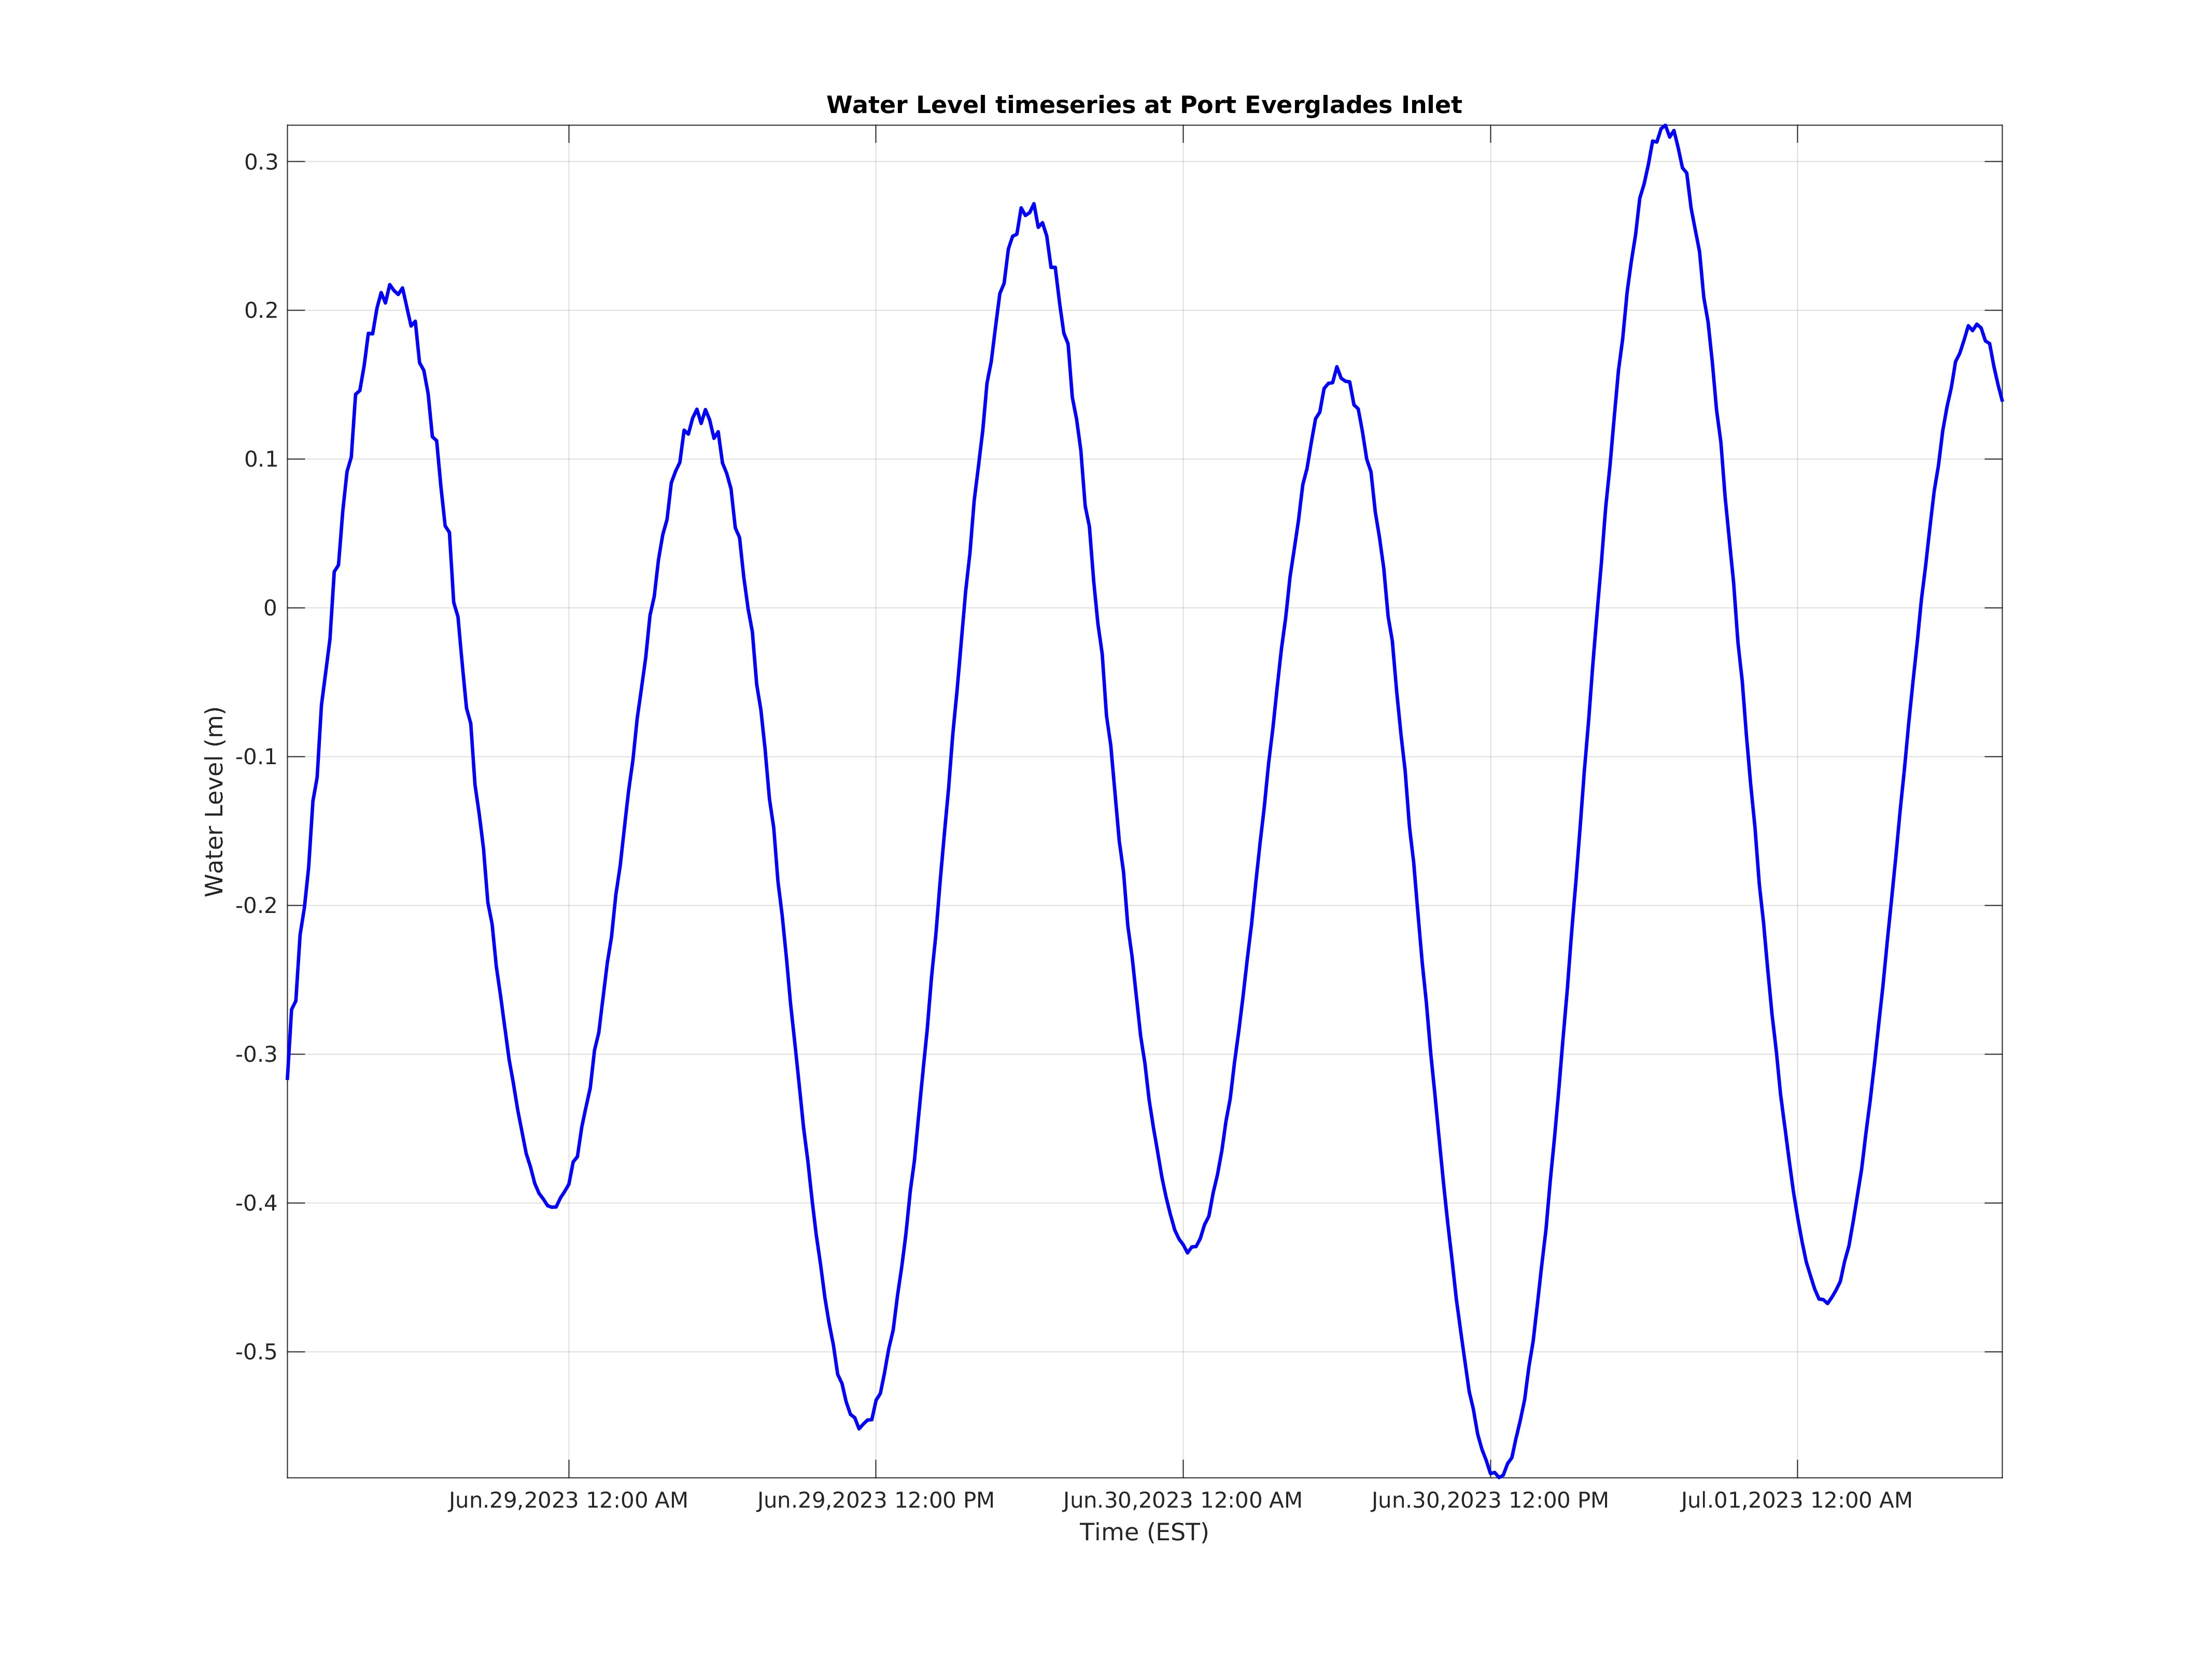 Water Level timeseries at Port Everglades Inlet
0.3
0.2
0.1
0
-0.1
-0.2
-0.3
-0.4
-0.5
Water Level (m)
Jun.29,2023 12:00 AM
Jun.29,2023 12:00 PM
Jun.30,2023 12:00 AM
Jun.30,2023 12:00 PM
Jul.01,2023 12:00 AM
Time (EST)